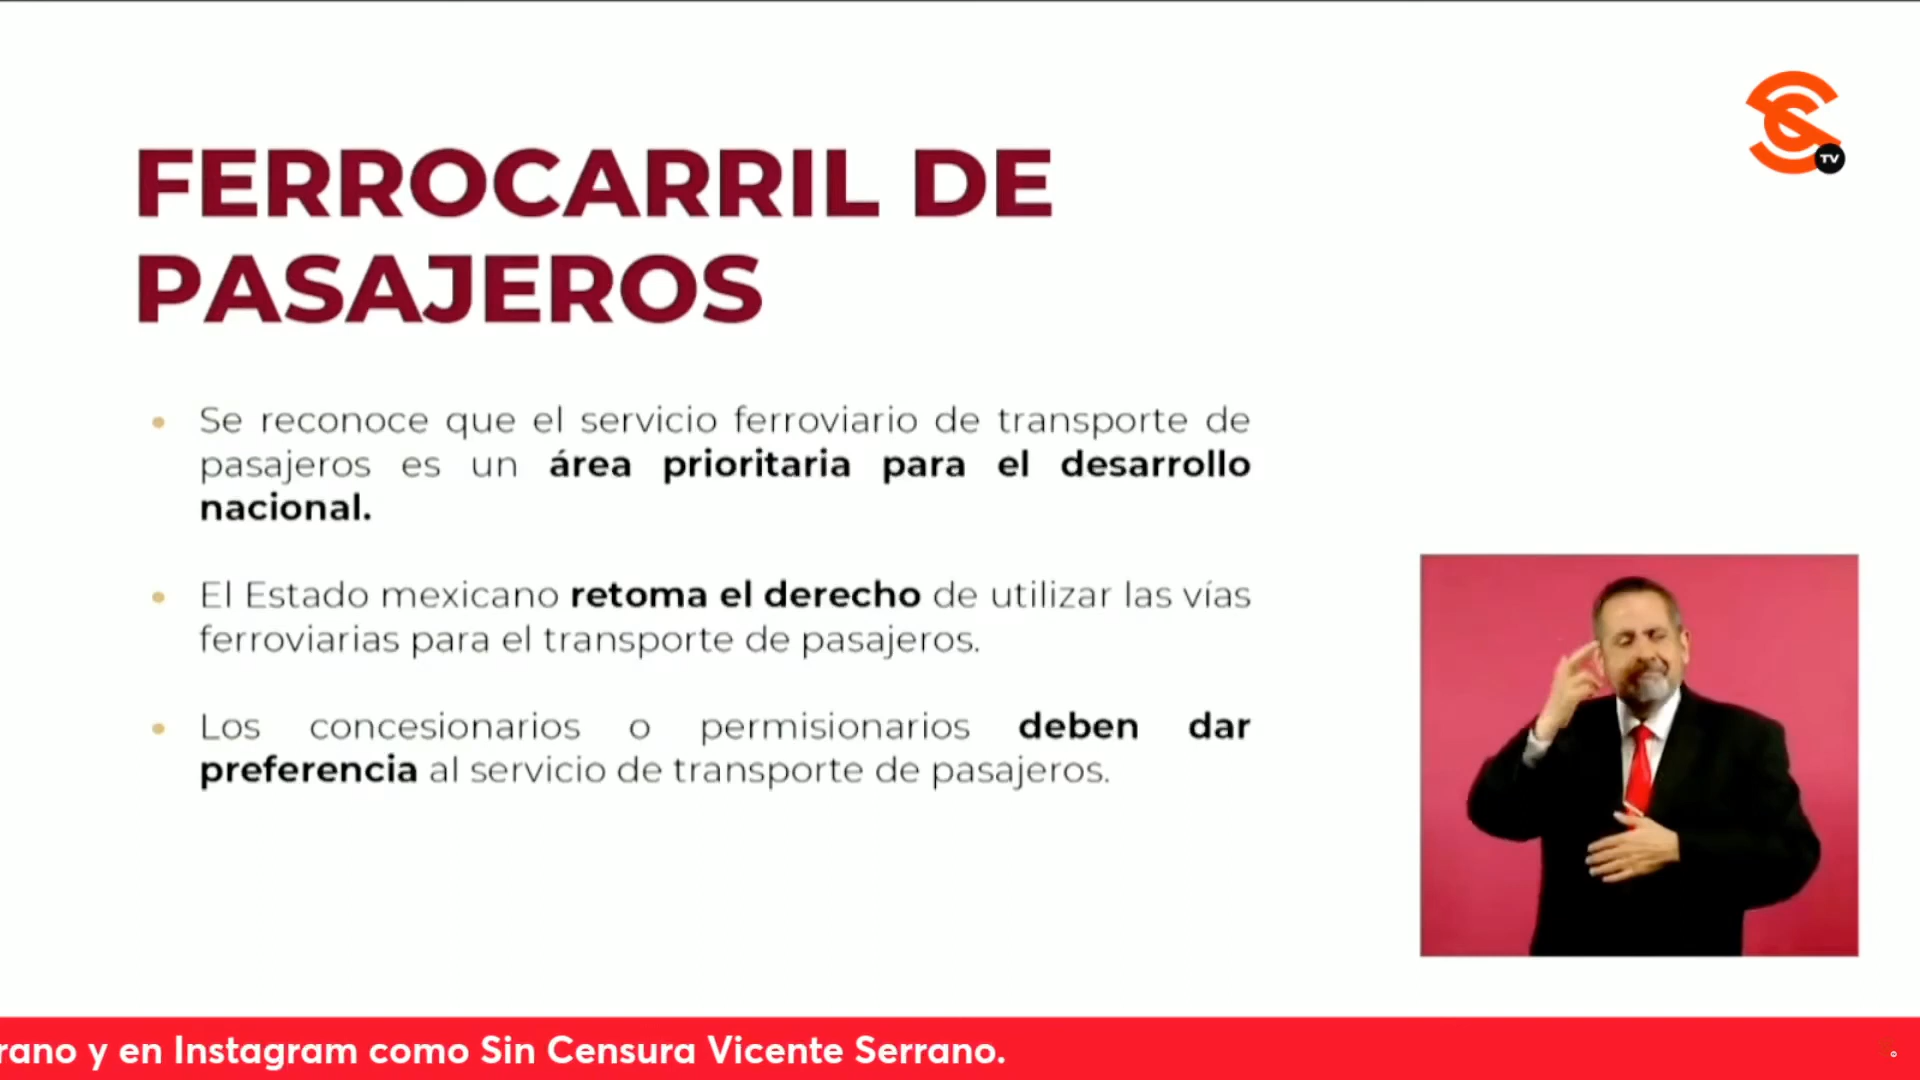 TV
FERROCARRIL DE
PASAJEROS
• Se reconoce que el servicio ferroviario de transporte de
pasajeros es un área prioritaria para el desarrollo
nacional.
• El Estado mexicano retoma el derecho de utilizar las vías
ferroviarias para el transporte de pasajeros.
• Los concesionarios o permisionarios deben dar
preferencia al servicio de transporte de pasajeros.
rano y en Instagram como Sin Censura Vicente Serrano.